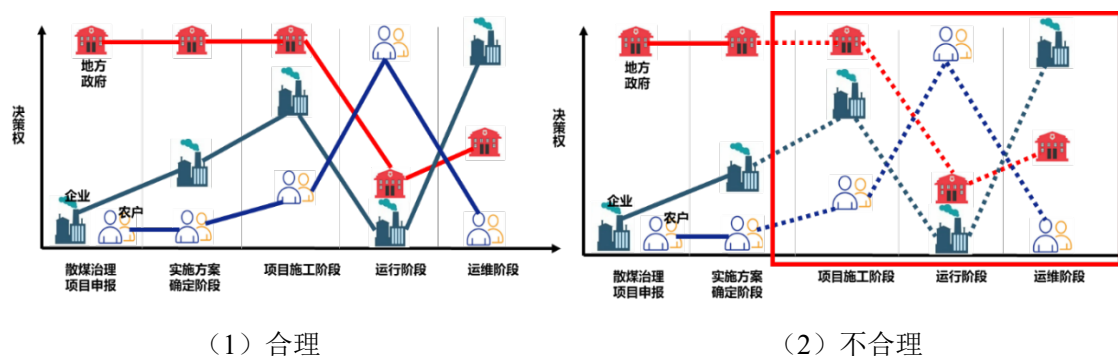 决策权
地方
政府
企业
农户
散煤治理
项目申报
实施方案
确定阶段
项目施工阶段
运行阶段
运维阶段
（1）合理
决策权
地方
政府
企业
农户
散煤治理
项目申报
实施方案
确定阶段
项目施工阶段
运行阶段
运维阶段
（2）不合理